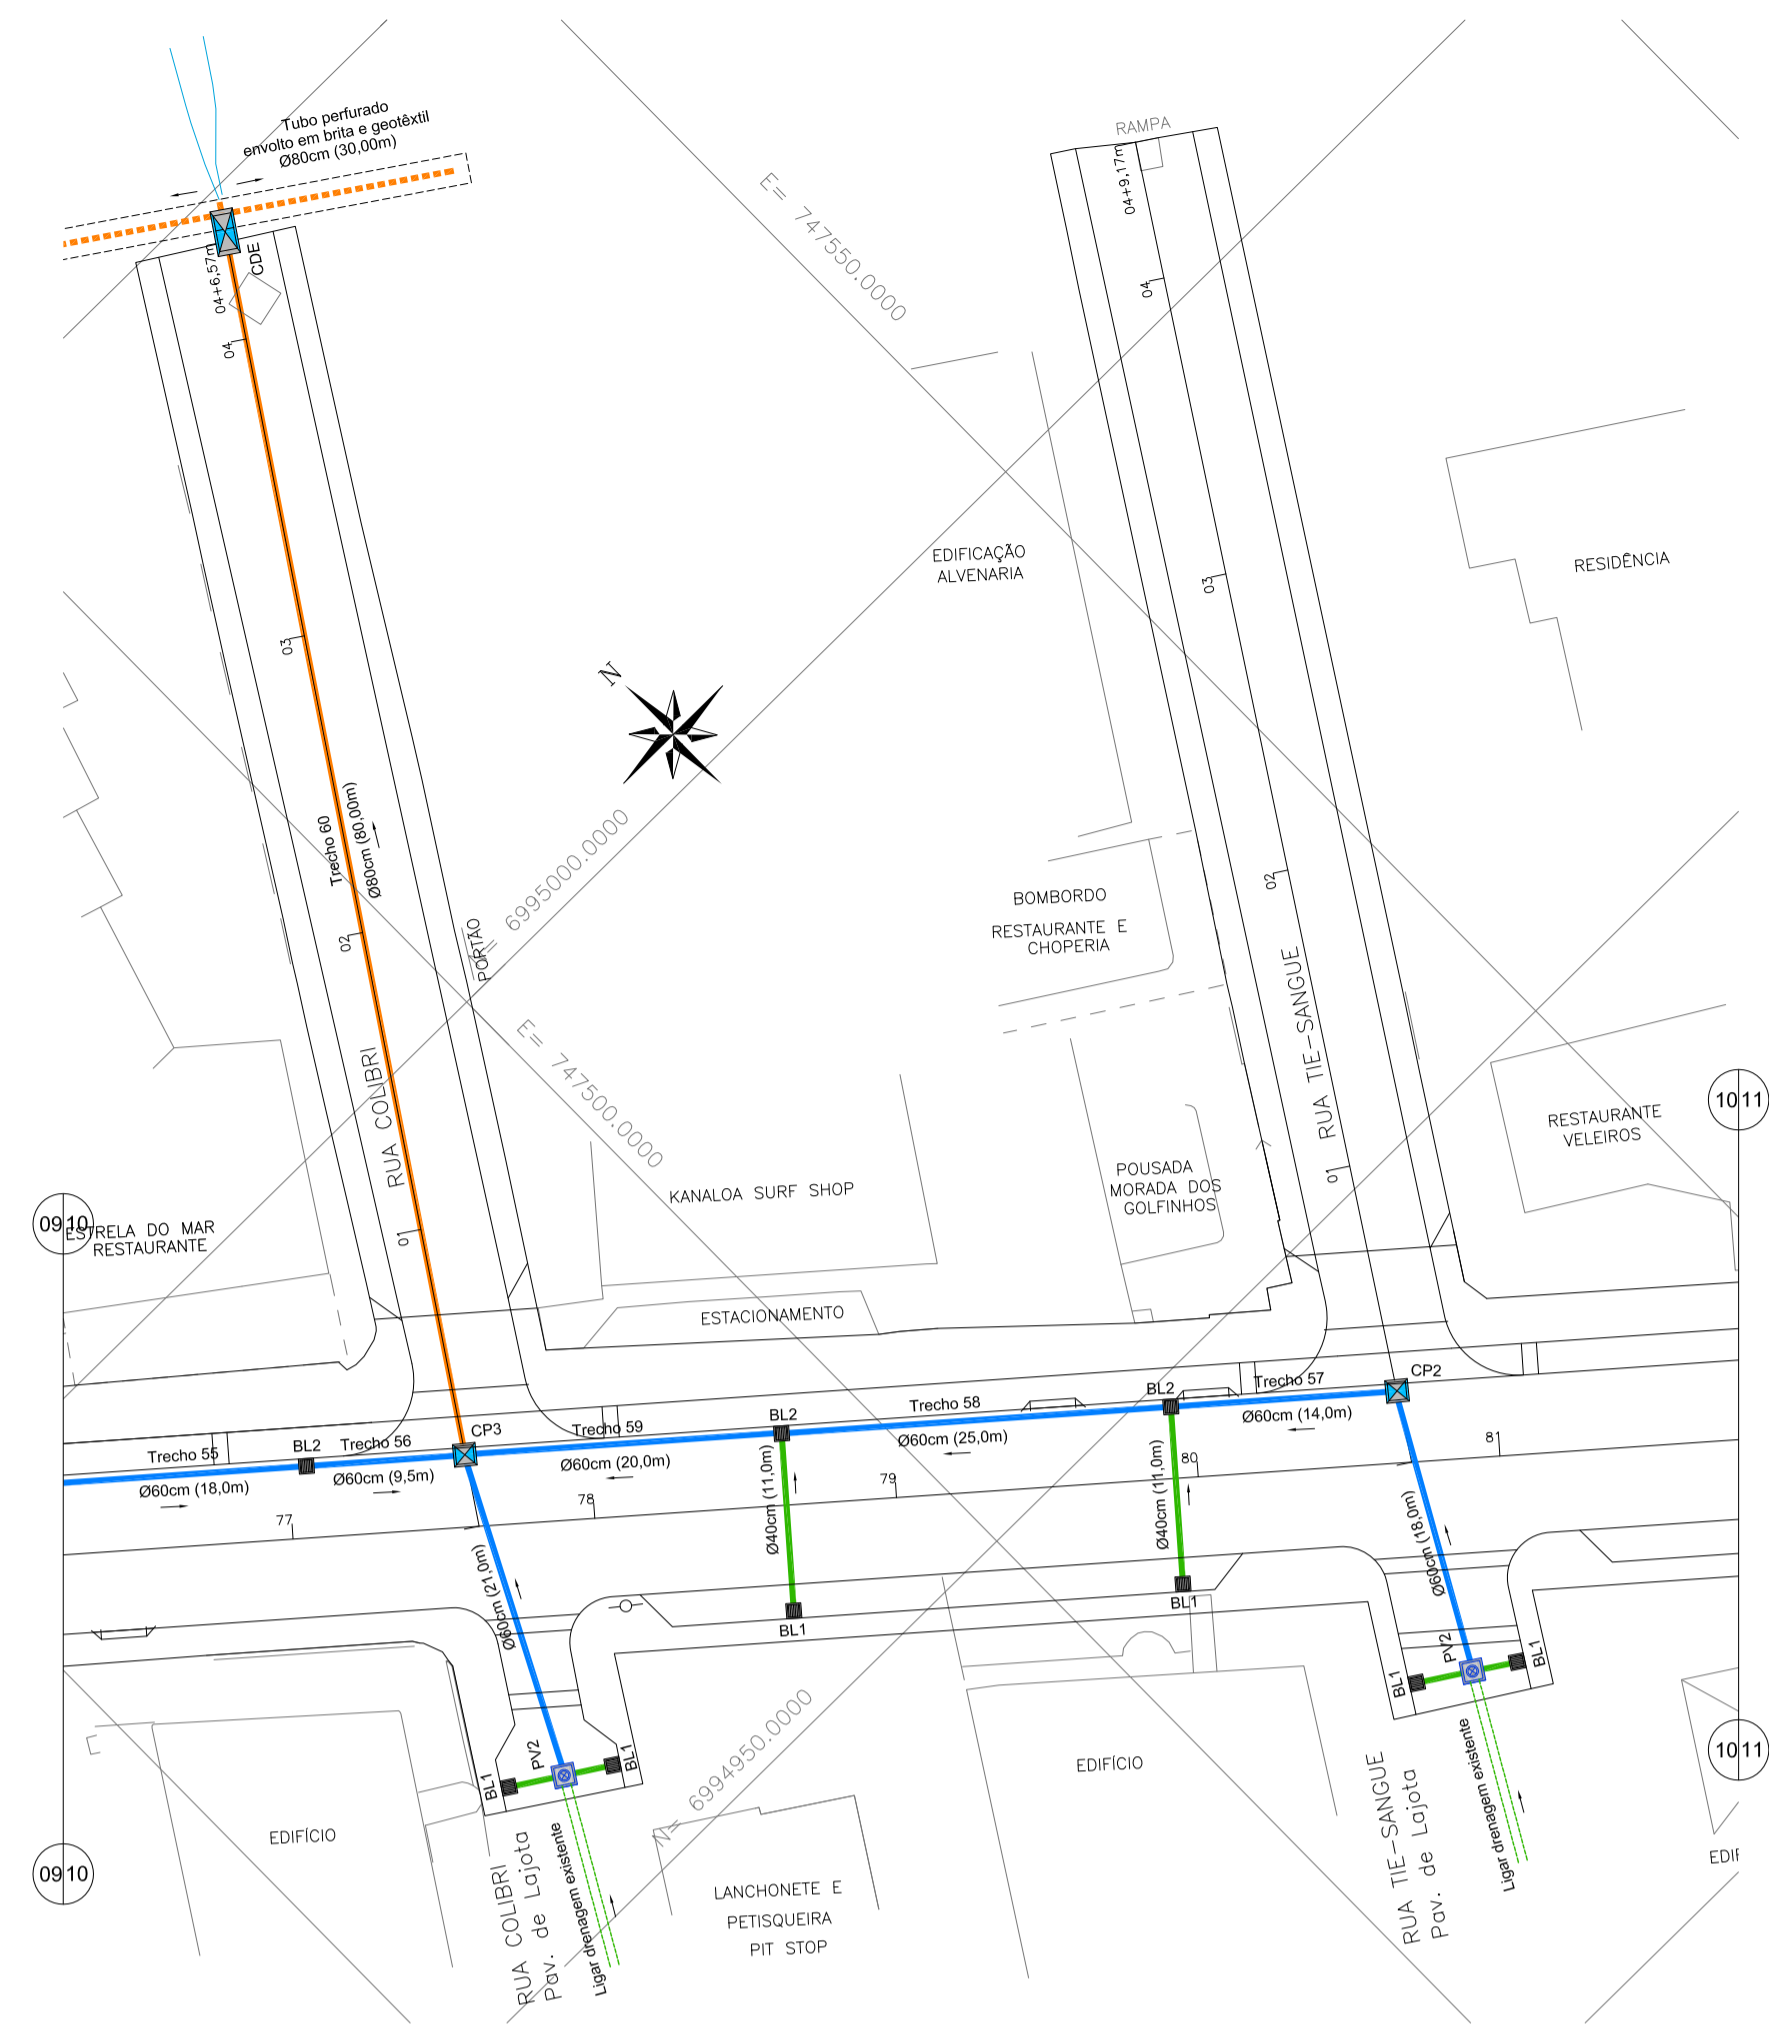 Tubo perfurado
envolto em brita e geotêxtil
Ø80cm (30,00m)
RAMPA
04+9,17m
E= 747550.0000
CDE
04+6,57m
04
04
EDIFICAÇÃO
ALVENARIA
RESIDÊNCIA
03
03
N
Trecho 60
Ø80cm (80,00m)
6995000.0000
PORTÃO
02
02
BOMBORDO
RESTAURANTE E
CHOPERIA
RUA COLIBRI
RUA TIE-SANGUE
E= 747500.0000
10 11
RESTAURANTE
VELEIROS
POUSADA
MORADA DOS
GOLFINHOS
01
KANALOA SURF SHOP
09 10
ESTRELA DO MAR
RESTAURANTE
01
ESTACIONAMENTO
CP2
Trecho 57
BL2
Ø60cm (14,0m)
Trecho 58
Ø60cm (25,0m)
BL2
Trecho 59
Ø60cm (20,0m)
CP3
Trecho 56
Ø60cm (9,5m)
BL2
Trecho 55
Ø60cm (18,0m)
77
78
79
80
81
Ø60cm (21,0m)
Ø40cm (11,0m)
Ø40cm (11,0m)
Ø60cm (18,0m)
BL1
BL1
PV2
BL1
BL1
PV2
BL1
BL1
N= 6994950.0000
EDIFÍCIO
10 11
EDIFÍCIO
09 10
EDIF
RUA COLIBRI
Pav. de Lajota
Ligar drenagem existente
LANCHONETE E
PETISQUEIRA
PIT STOP
RUA TIE-SANGUE
Pav. de Lajota
Ligar drenagem existente